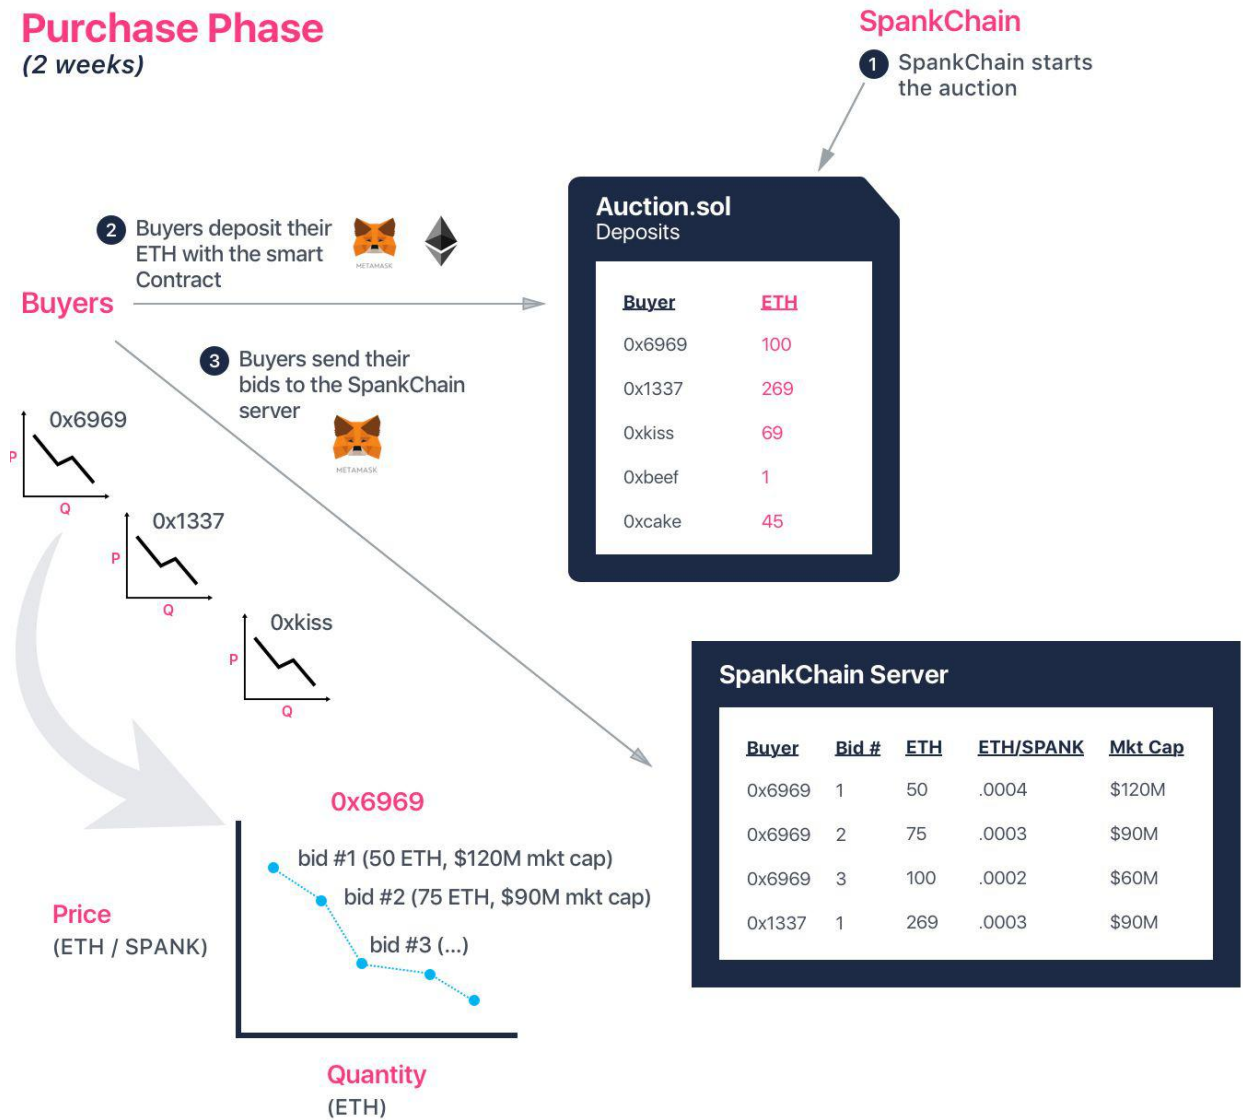 Purchase Phase
(2 weeks)
SpankChain
1 SpankChain starts
the auction
2 Buyers deposit their
ETH with the smart
Contract
METAMASK
Buyers
Auction.sol
Deposits
Buyer ETH
0x6969 100
0x1337 269
0xkiss 69
0xbeef 1
0xcake 45
3 Buyers send their
bids to the SpankChain
server
METAMASK
0x6969
P
Q
0x1337
P
Q
0xkiss
P
Q
SpankChain Server
Buyer Bid # ETH ETH/SPANK Mkt Cap
0x6969 1 50 .0004 $120M
0x6969 2 75 .0003 $90M
0x6969 3 100 .0002 $60M
0x1337 1 269 .0003 $90M
0x6969
bid #1 (50 ETH, $120M mkt cap)
bid #2 (75 ETH, $90M mkt cap)
bid #3 (...)
Price
(ETH / SPANK)
Quantity
(ETH)